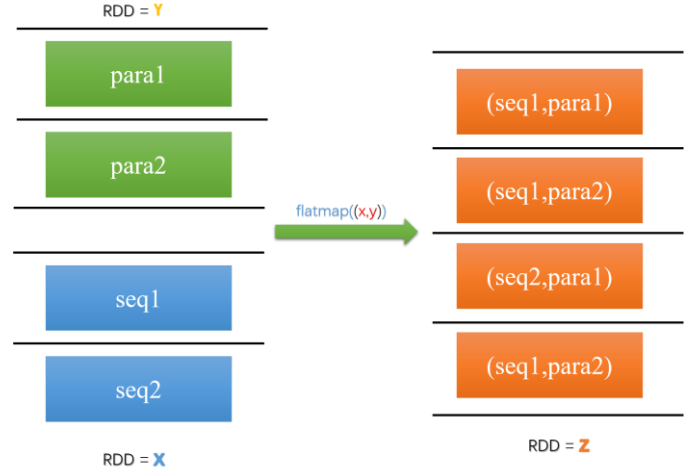 RDD = Y
para1
para2
seq1
seq2
RDD = X
flatmap((x,y))
(seq1,para1)
(seq1,para2)
(seq2,para1)
(seq1,para2)
RDD = Z